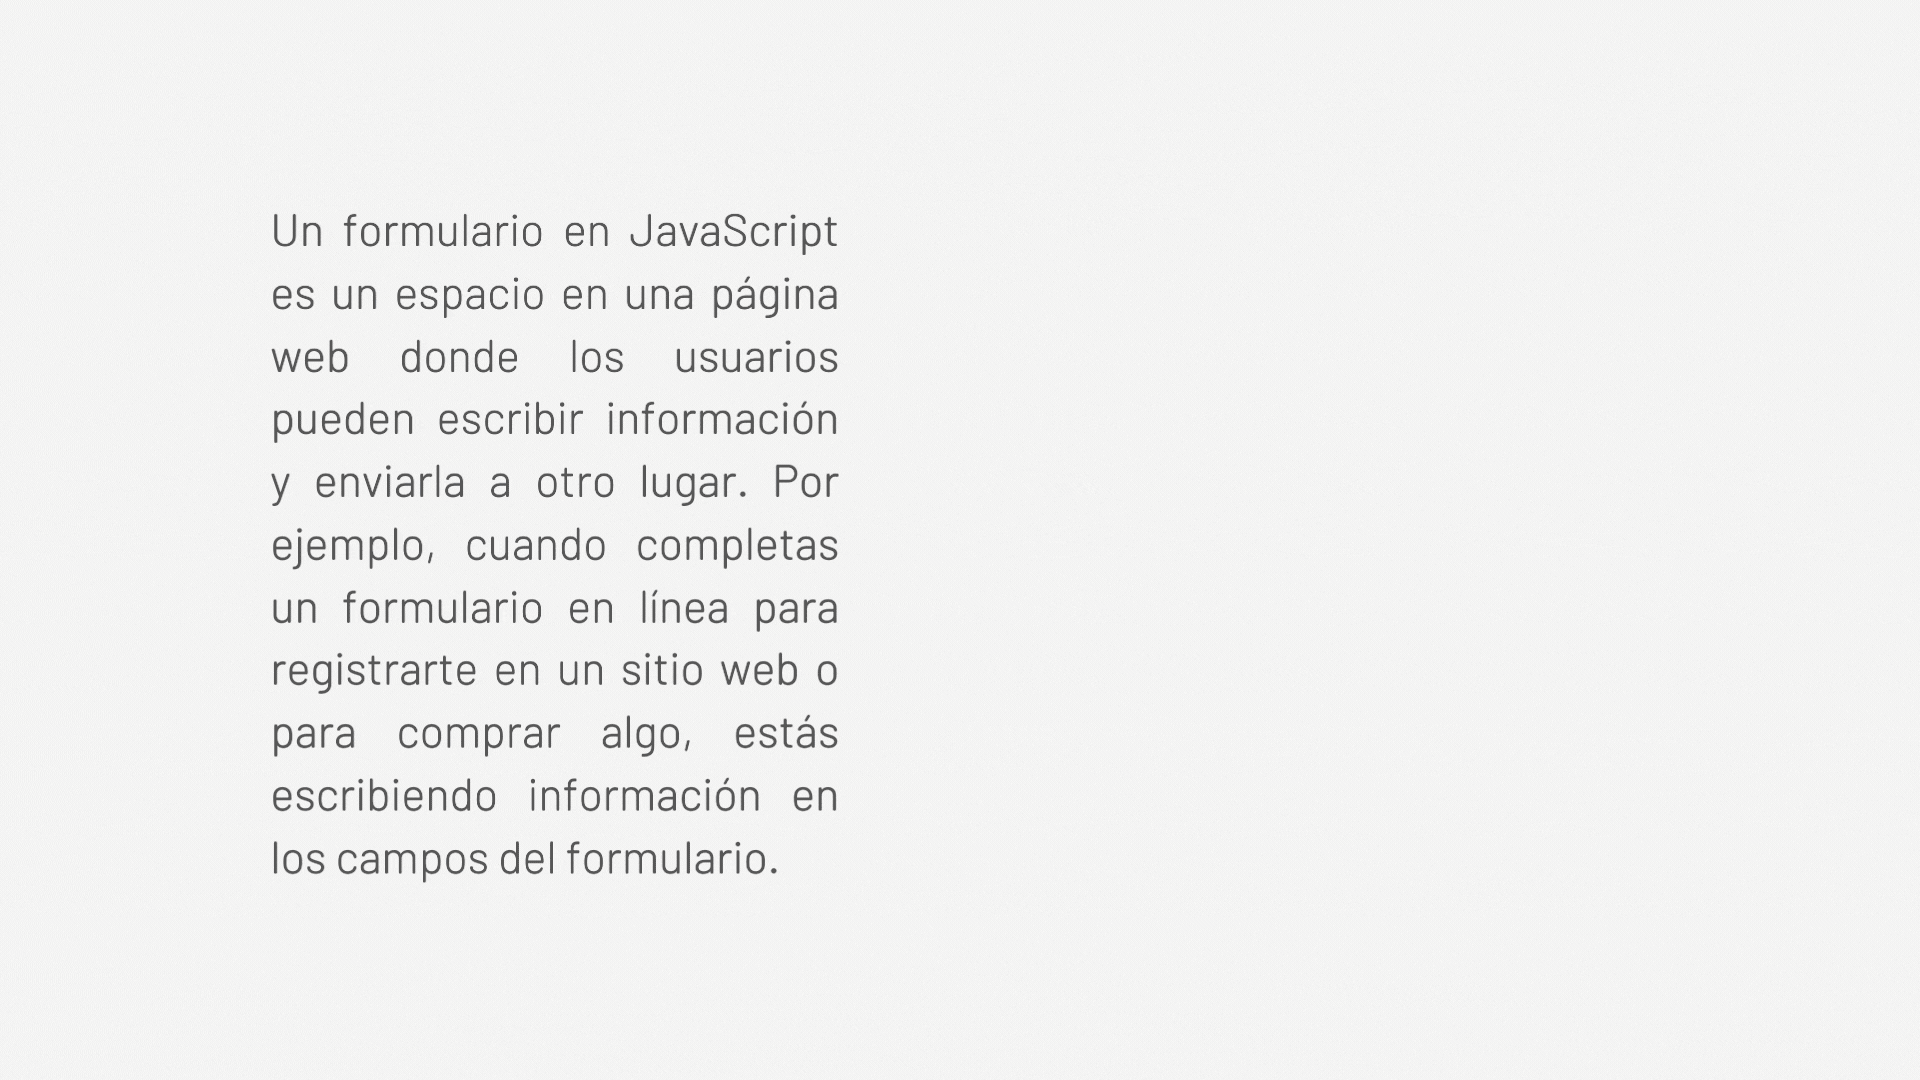 Un formulario en JavaScript
es un espacio en una página
web donde los usuarios
pueden escribir información
y enviarla a otro lugar. Por
ejemplo, cuando completas
un formulario en línea para
registrarte en un sitio web o
para comprar algo, estás
escribiendo información en
los campos del formulario.